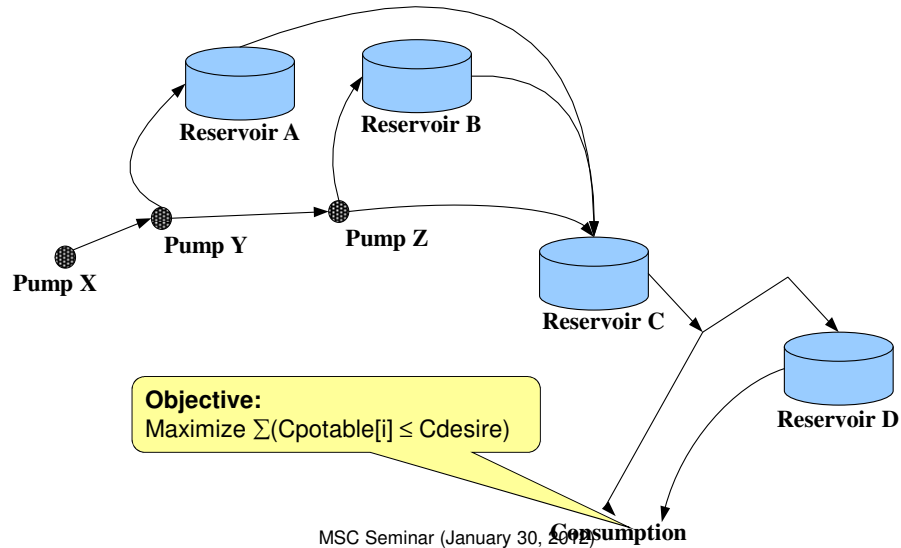 Reservoir A
Reservoir B
Pump Y
Pump Z
Pump X
Reservoir C
Reservoir D
Objective:
Maximize ∑(Cpotable[i] ≤ Cdesire)
Consumption
MSC Seminar (January 30, 2012)